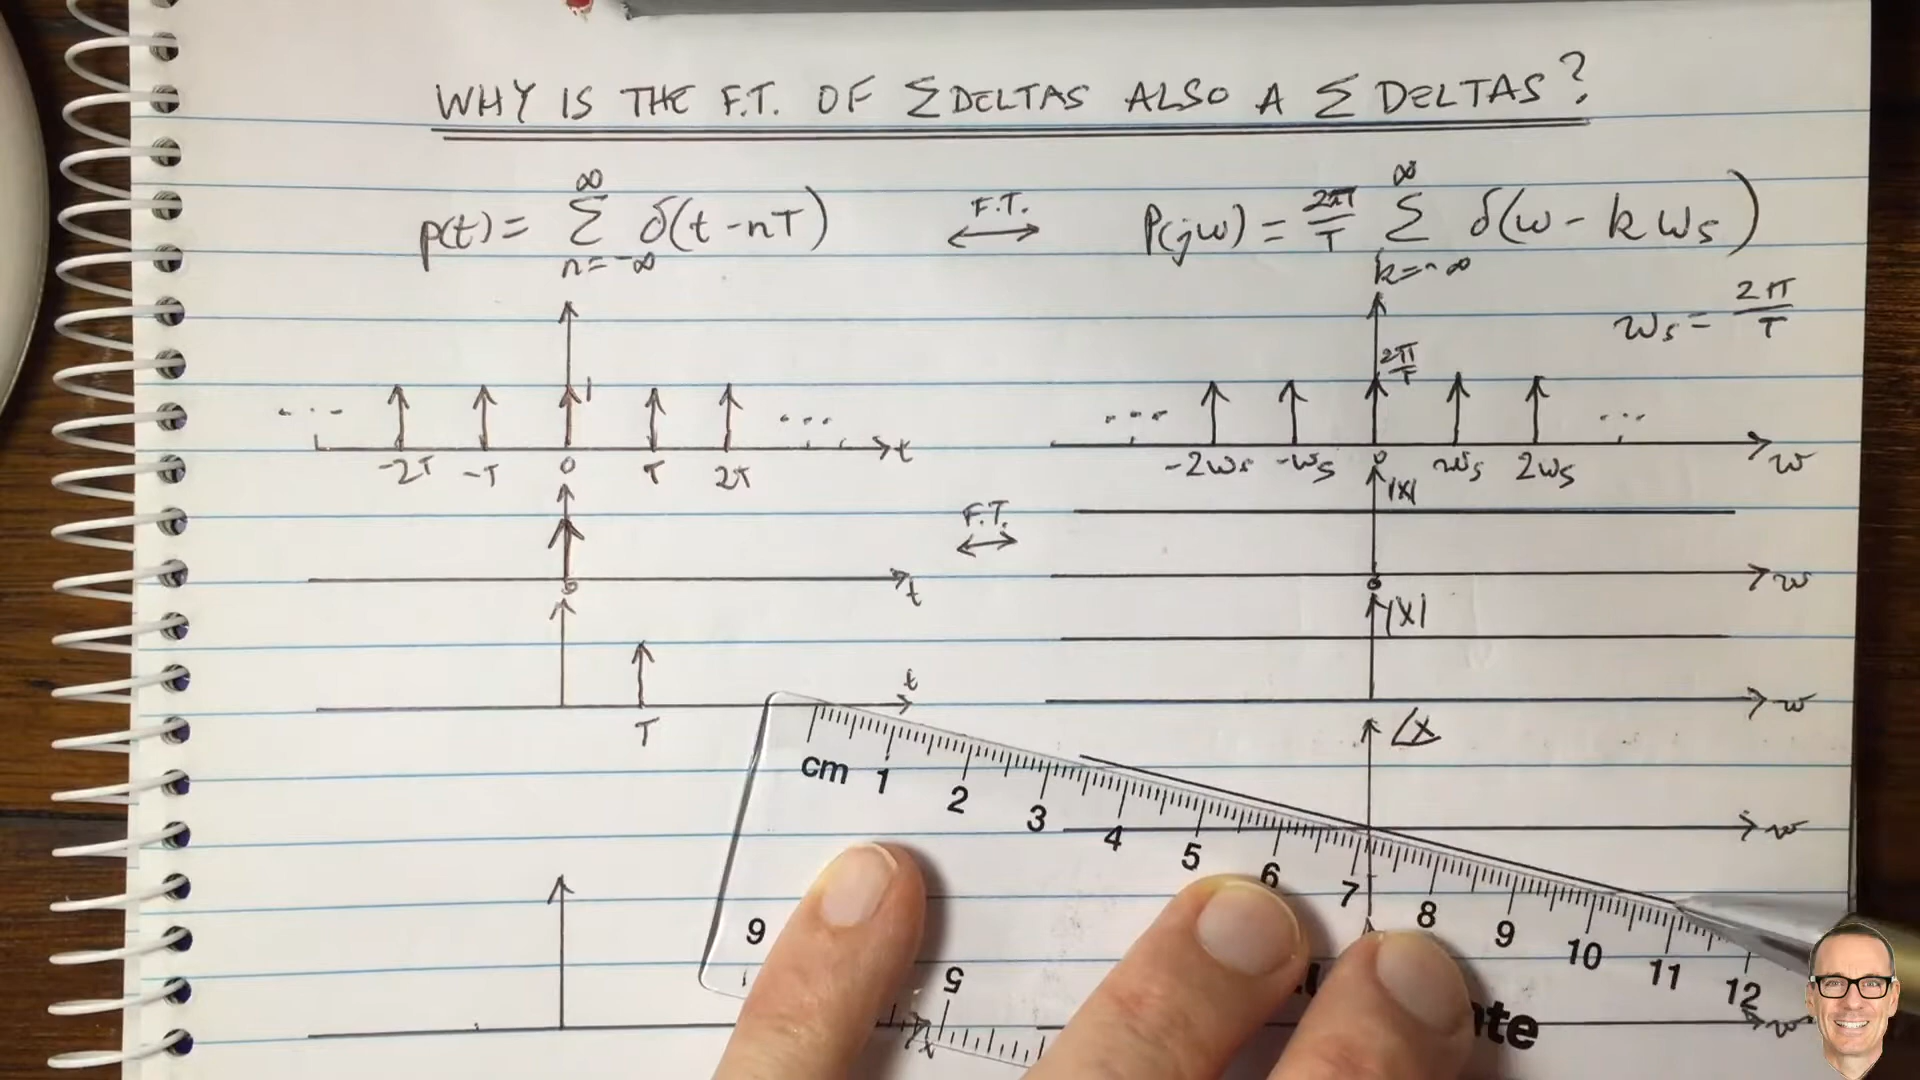 WHY IS THE F.T. OF Σ DELTAS ALSO A Σ DELTAS?
p(t) = ∞ Σ n=-∞ δ(t-nT) F.T. ↔ P(jω) = 2π/T ∞ Σ k=-∞ δ(ω-kωs)
ωs = 2π/T
1
2π/T
... ... t
... ... ω
-2T -T 0 T 2T
-2ωs -ωs 0 ωs 2ωs
F.T. ↔
|X|
0 t
0 ω
|X|
t
ω
T
∠X
ω
cm 1 2 3 4 5 6 7 8 9 10 11 12
9
5
ω